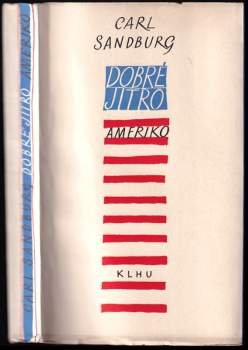 CARL
SANDBURG
DOBRÉ
JITRO
AMERIKO
KLHU
CARL SANDBURG DOBRÉ JITRO AMERIKO